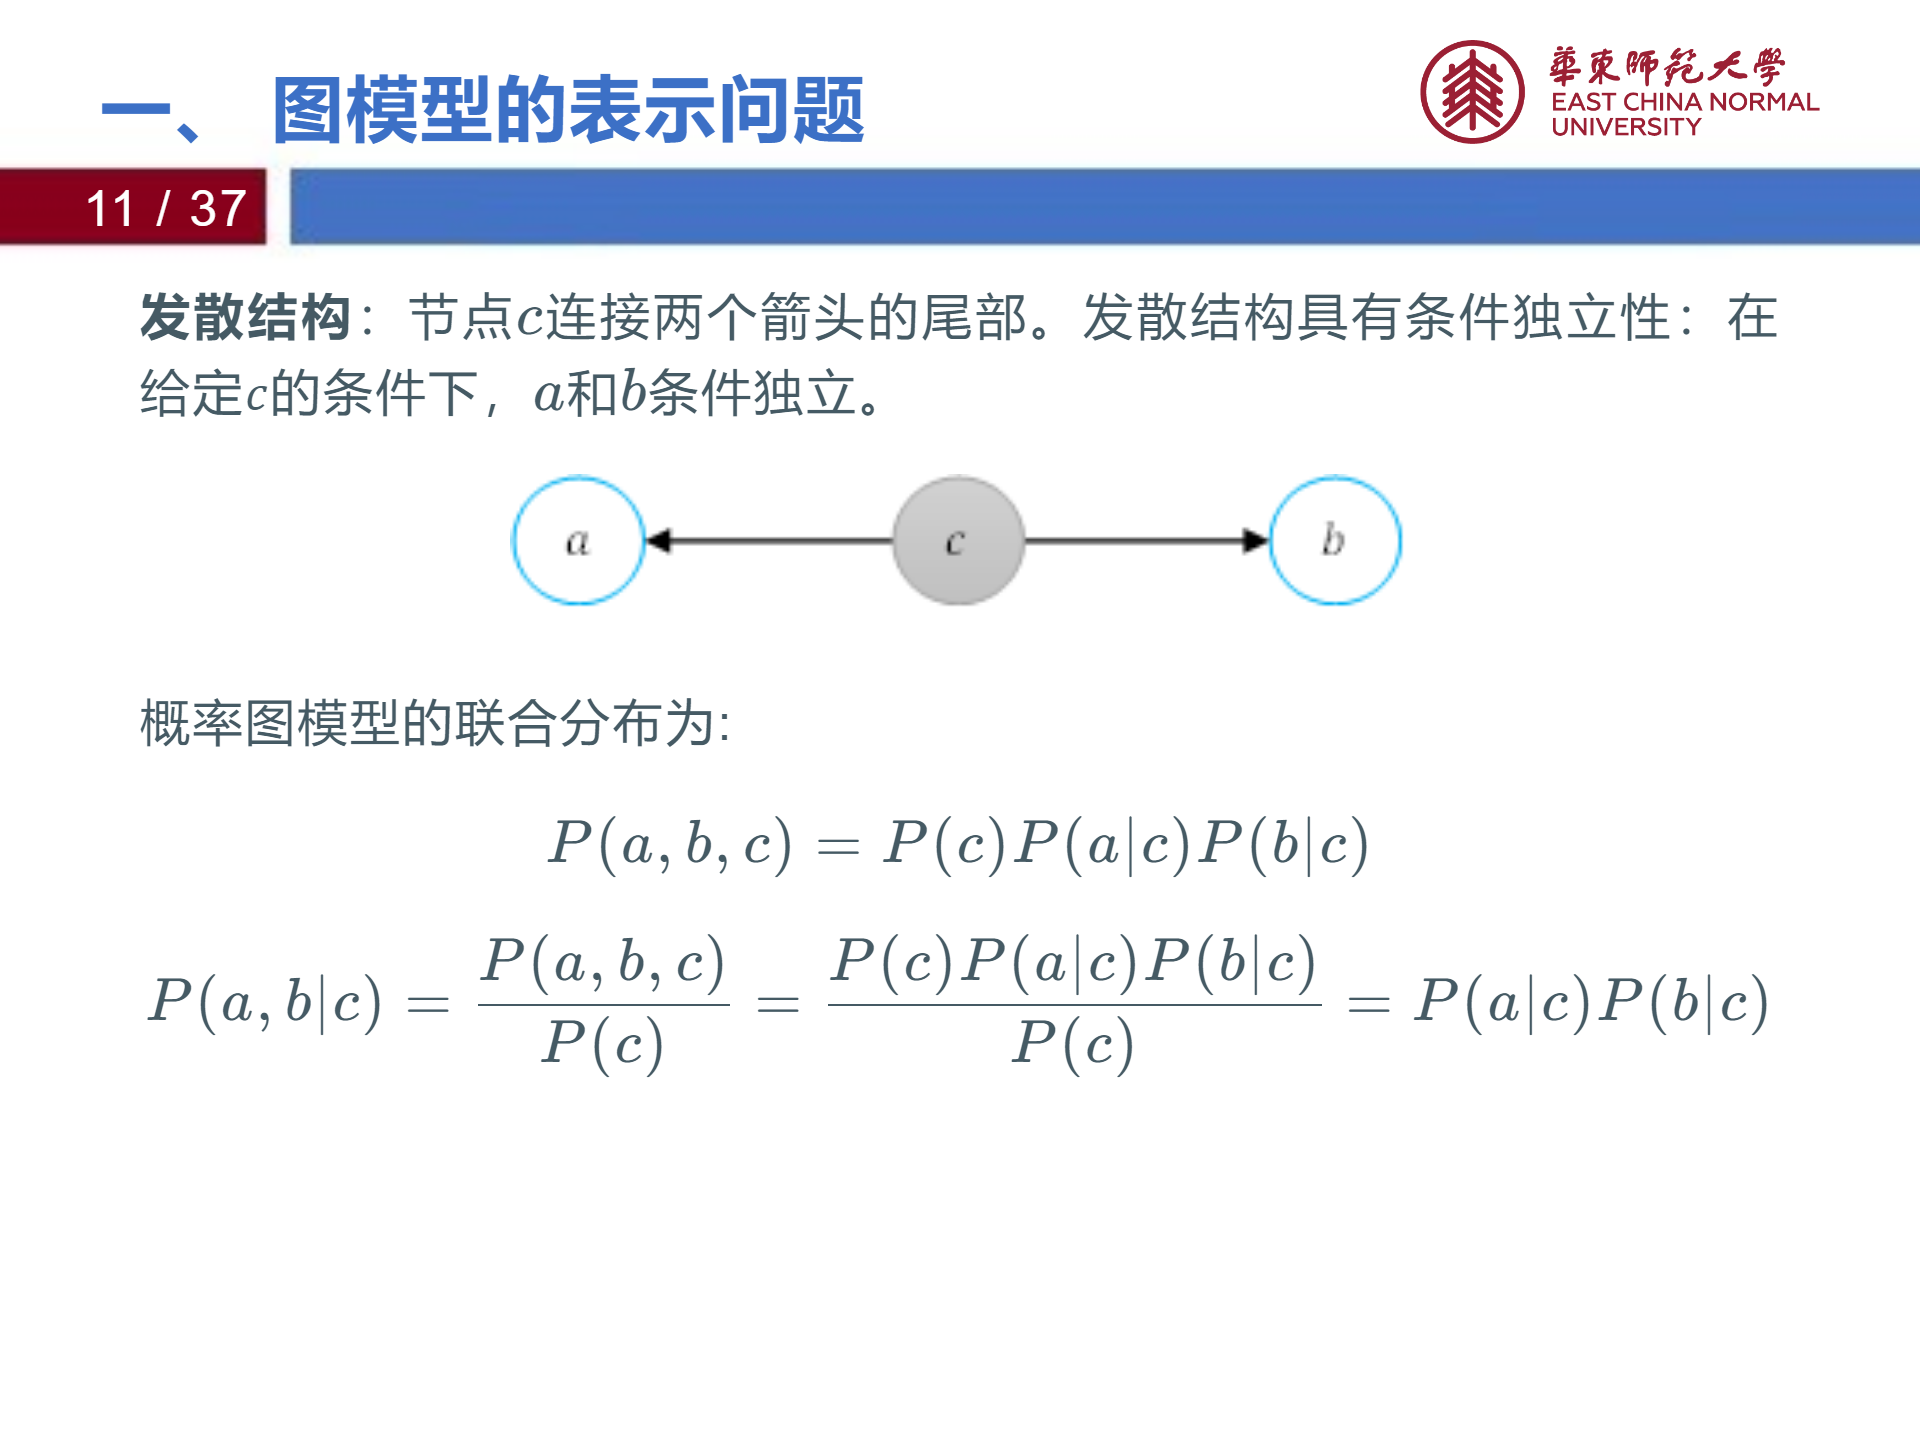 一、 图模型的表示问题
華東師範大學
EAST CHINA NORMAL
UNIVERSITY
11 / 37
发散结构：节点c连接两个箭头的尾部。发散结构具有条件独立性：在
给定c的条件下，a和b条件独立。
a c b
概率图模型的联合分布为:
P(a, b, c) = P(c)P(a|c)P(b|c)
P(a, b|c) = \frac{P(a, b, c)}{P(c)} = \frac{P(c)P(a|c)P(b|c)}{P(c)} = P(a|c)P(b|c)